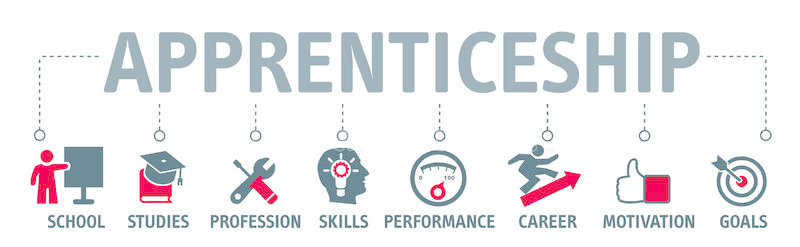 APPRENTICESHIP
0 100
SCHOOL STUDIES PROFESSION SKILLS PERFORMANCE CAREER MOTIVATION GOALS